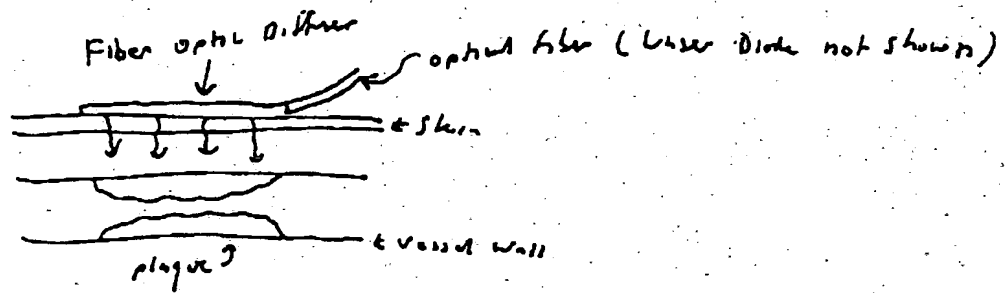 Fiber optic Diffuser
optical fiber (Laser Diode not shown)
skin
vessel wall
plaque